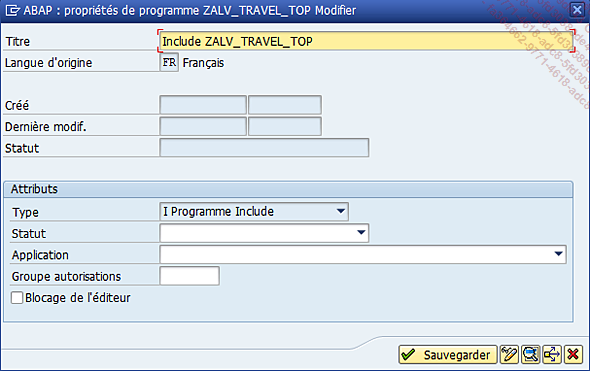 ABAP : propriétés de programme ZALV_TRAVEL_TOP Modifier
Titre Include ZALV_TRAVEL_TOP
Langue d'origine FR Français
Créé
Dernière modif.
Statut
Attributs
Type I Programme Include
Statut
Application
Groupe autorisations
Blocage de l'éditeur
Sauvegarder